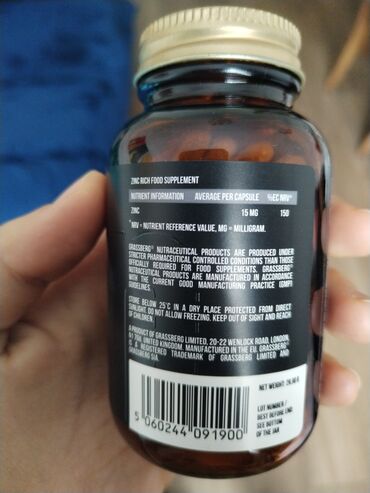 ZINC RICH FOOD SUPPLEMENT
NUTRIENT INFORMATION AVERAGE PER CAPSULE %EC NRV*
ZINC 15 MG 150
*NRV = NUTRIENT REFERENCE VALUE, MG = MILLIGRAM.
GRASSBERG® NUTRACEUTICAL PRODUCTS ARE PRODUCED UNDER
STRICTER PHARMACEUTICAL CONTROLLED CONDITIONS THAN THOSE
OFFICIALLY REQUIRED FOR FOOD SUPPLEMENTS. GRASSBERG®
NUTRACEUTICAL PRODUCTS ARE MANUFACTURED IN ACCORDANCE
WITH THE CURRENT GOOD MANUFACTURING PRACTICE (GMP)
GUIDELINES.
STORE BELOW 25°C IN A DRY PLACE PROTECTED FROM DIRECT
SUNLIGHT. DO NOT ALLOW FREEZING. KEEP OUT OF SIGHT AND REACH
OF CHILDREN.
A PRODUCT OF GRASSBERG LIMITED, 20-22 WENLOCK ROAD, LONDON,
N1 7GU, UNITED KINGDOM. MANUFACTURED IN THE EU. GRASSBERG®
IS A REGISTERED TRADEMARK OF GRASSBERG LIMITED AND
GRASSBERG
NET WEIGHT:
LOT NUMBER /
BEST BEFORE END:
SEE BOTTOM
OF THE JAR
5 060244 091900